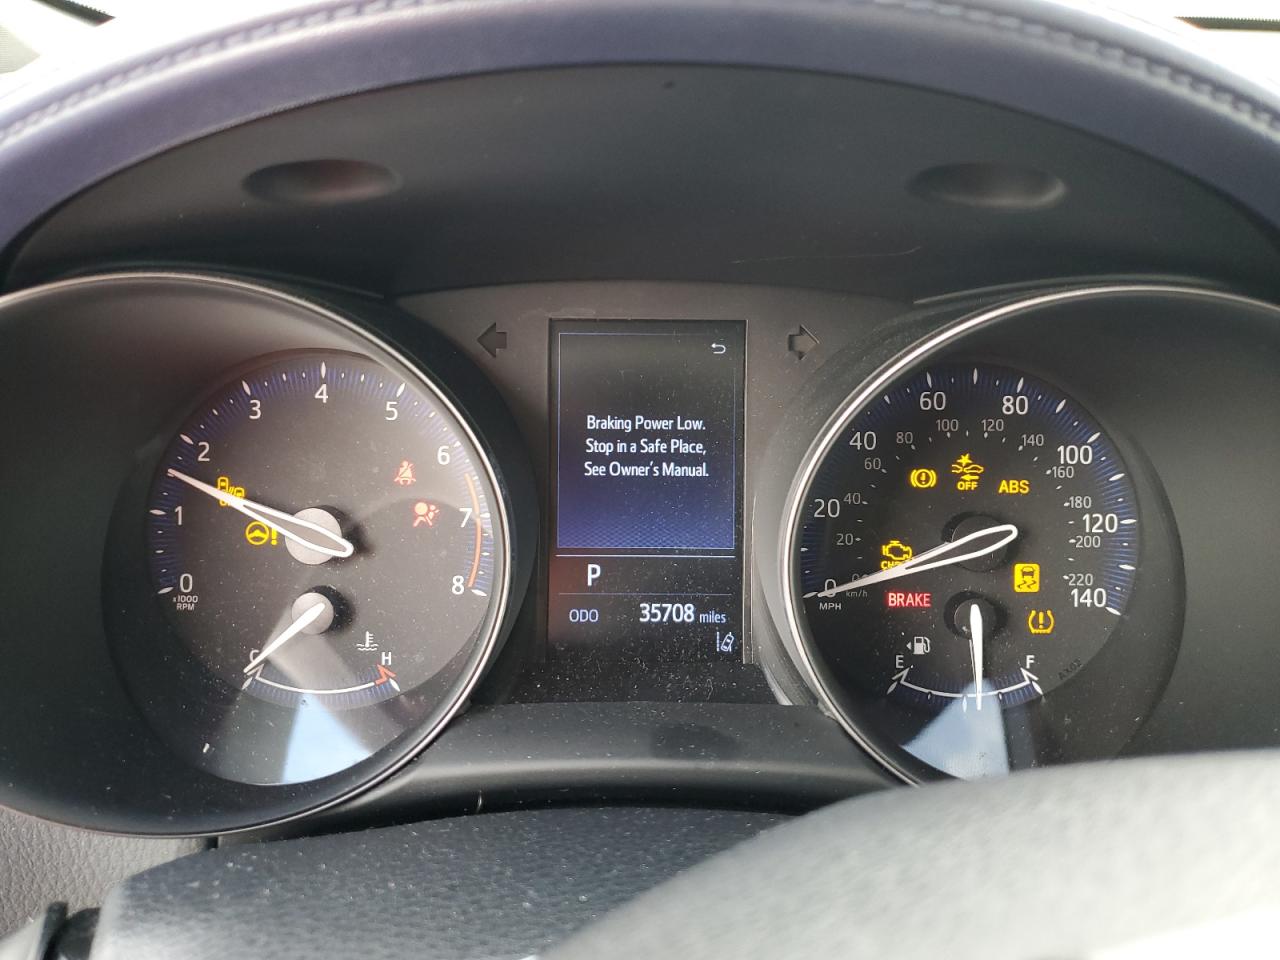 0
1
2
3
4
5
6
7
8
x1000
RPM
C
H
Braking Power Low.
Stop in a Safe Place,
See Owner's Manual.
P
ODO 35708 miles
0
20
40
60
80
100
120
140
MPH
20
40
60
80
100
120
140
160
180
200
220
km/h
OFF
ABS
BRAKE
E
F